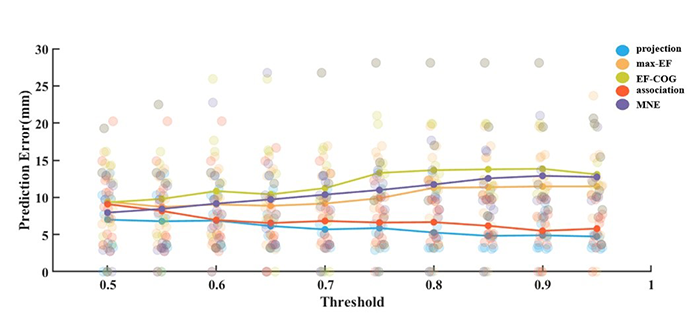 30
25
20
15
10
5
0
Prediction Error(mm)
0.5 0.6 0.7 0.8 0.9 1
Threshold
projection
max-EF
EF-COG
association
MNE